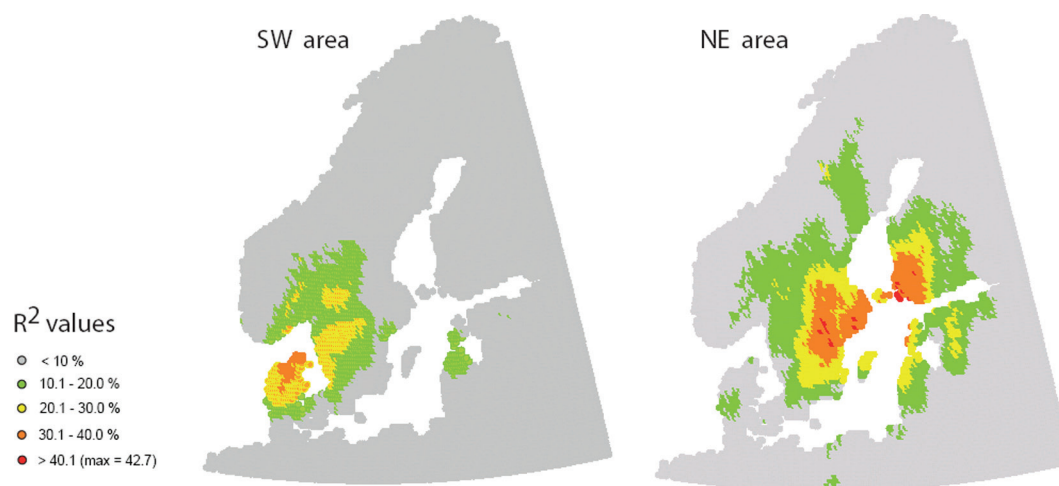 SW area
NE area
R² values
< 10 %
10.1 - 20.0 %
20.1 - 30.0 %
30.1 - 40.0 %
> 40.1 (max = 42.7)